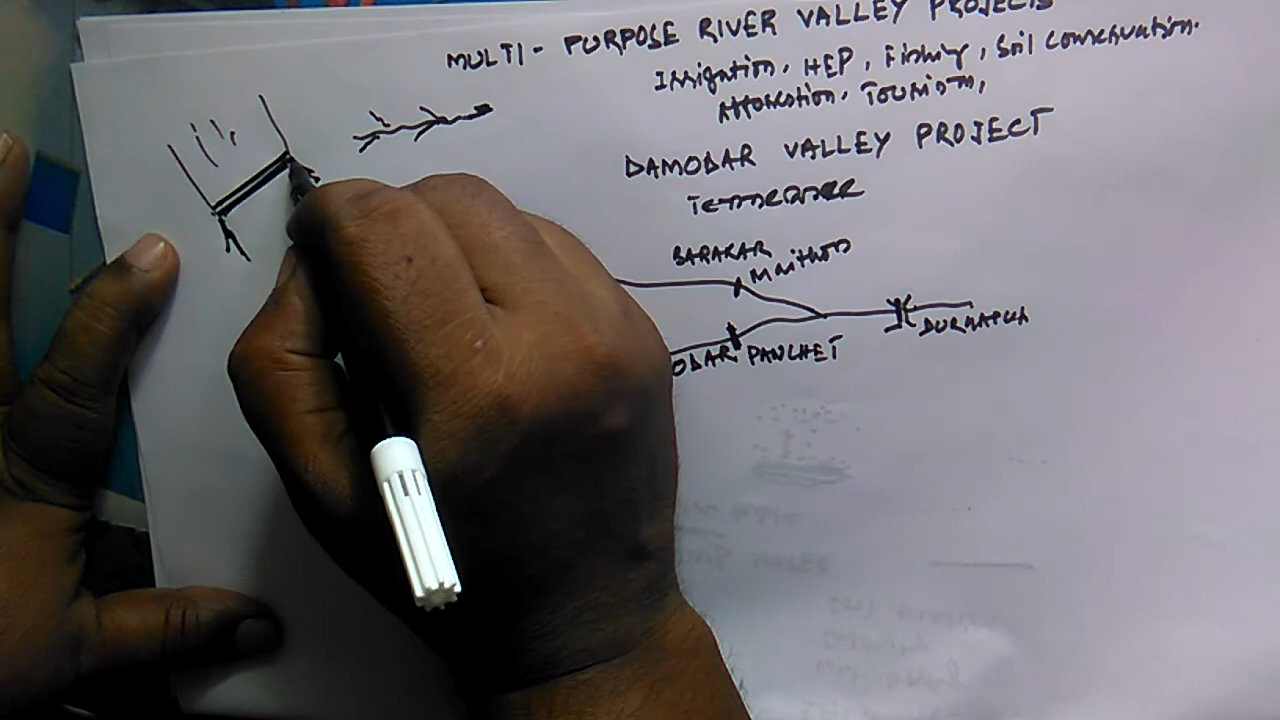 MULTI - PURPOSE RIVER VALLEY PROJECTS
Irrigation, HEP, Fishing, Soil Conservation.
Afforestation. Tourism,
DAMODAR VALLEY PROJECT
BARAKAR
Maithon
ODAR PANCHET
DURGAPUR